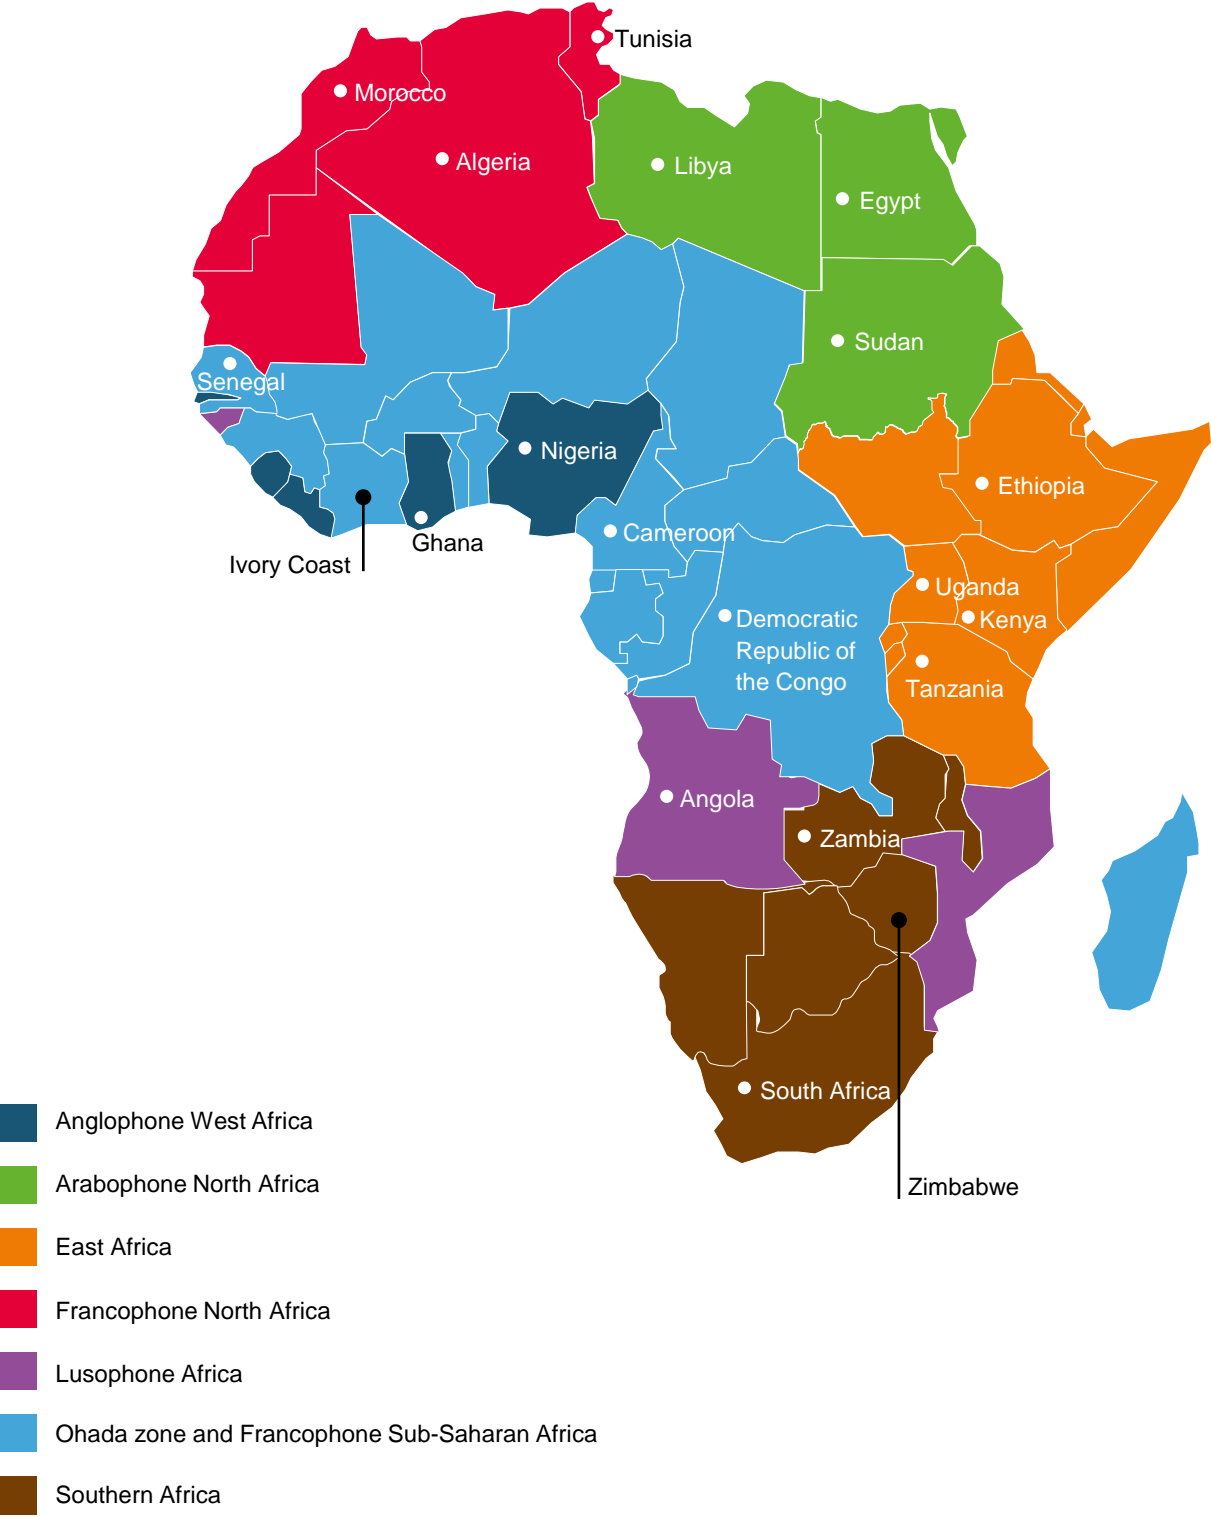 Tunisia
Morocco
Algeria
Libya
Egypt
Sudan
Senegal
Nigeria
Ethiopia
Cameroon
Ghana
Ivory Coast
Uganda
Kenya
Democratic
Republic of
the Congo
Tanzania
Angola
Zambia
South Africa
Zimbabwe
Anglophone West Africa
Arabophone North Africa
East Africa
Francophone North Africa
Lusophone Africa
Ohada zone and Francophone Sub-Saharan Africa
Southern Africa